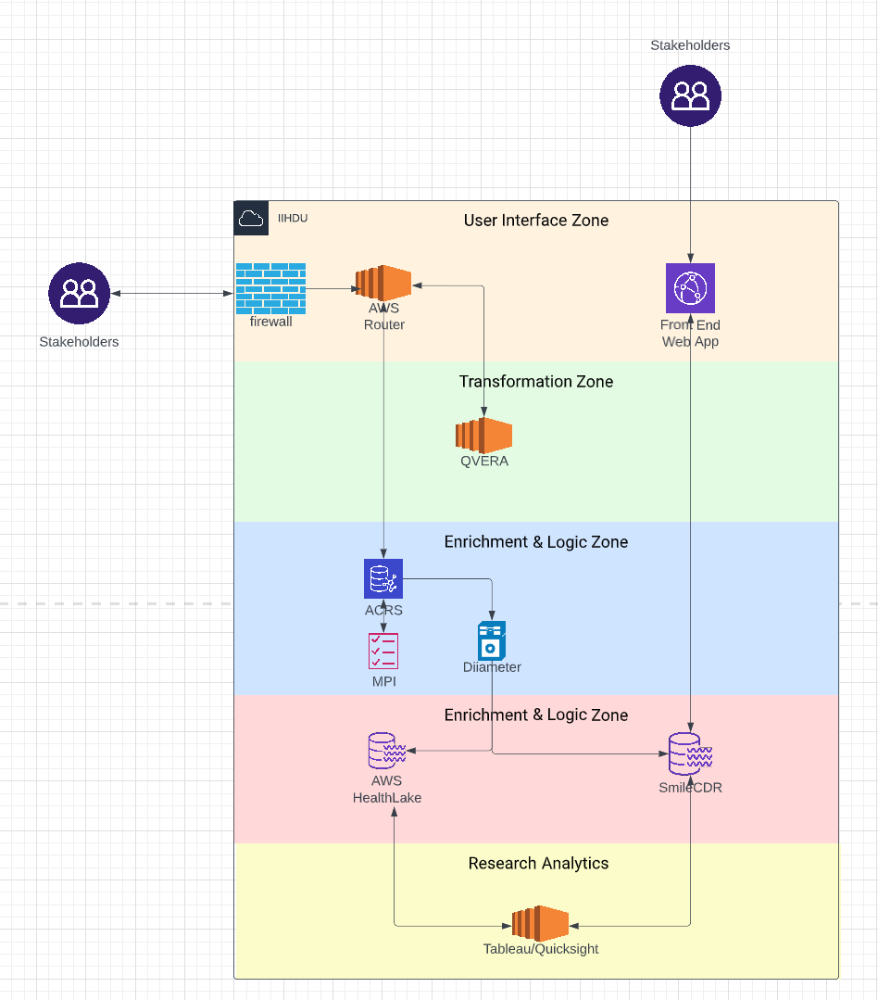 Stakeholders
IIHDU
User Interface Zone
Stakeholders
firewall
AWS
Router
Front End
Web App
Transformation Zone
QVERA
Enrichment & Logic Zone
ACRS
MPI
Diiameter
Enrichment & Logic Zone
AWS
HealthLake
SmileCDR
Research Analytics
Tableau/Quicksight